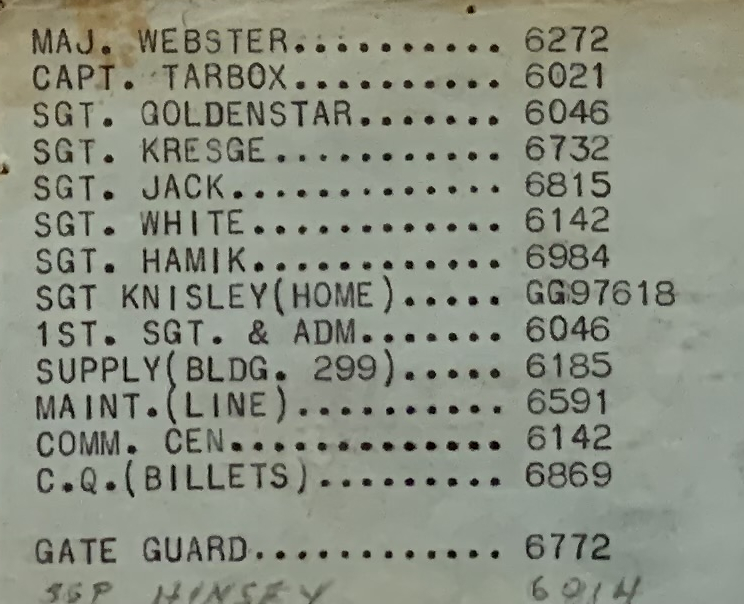 MAJ. WEBSTER........... 6272
CAPT. TARBOX........... 6021
SGT. GOLDENSTAR....... 6046
SGT. KRESGE........... 6732
SGT. JACK............. 6815
SGT. WHITE............ 6142
SGT. HAMIK............ 6984
SGT KNISLEY(HOME)..... GG97618
1ST. SGT. & ADM....... 6046
SUPPLY(BLDG. 299)..... 6185
MAINT.(LINE).......... 6591
COMM. CEN............. 6142
C.Q.(BILLETS)......... 6869
GATE GUARD............ 6772
HINSEY 6014